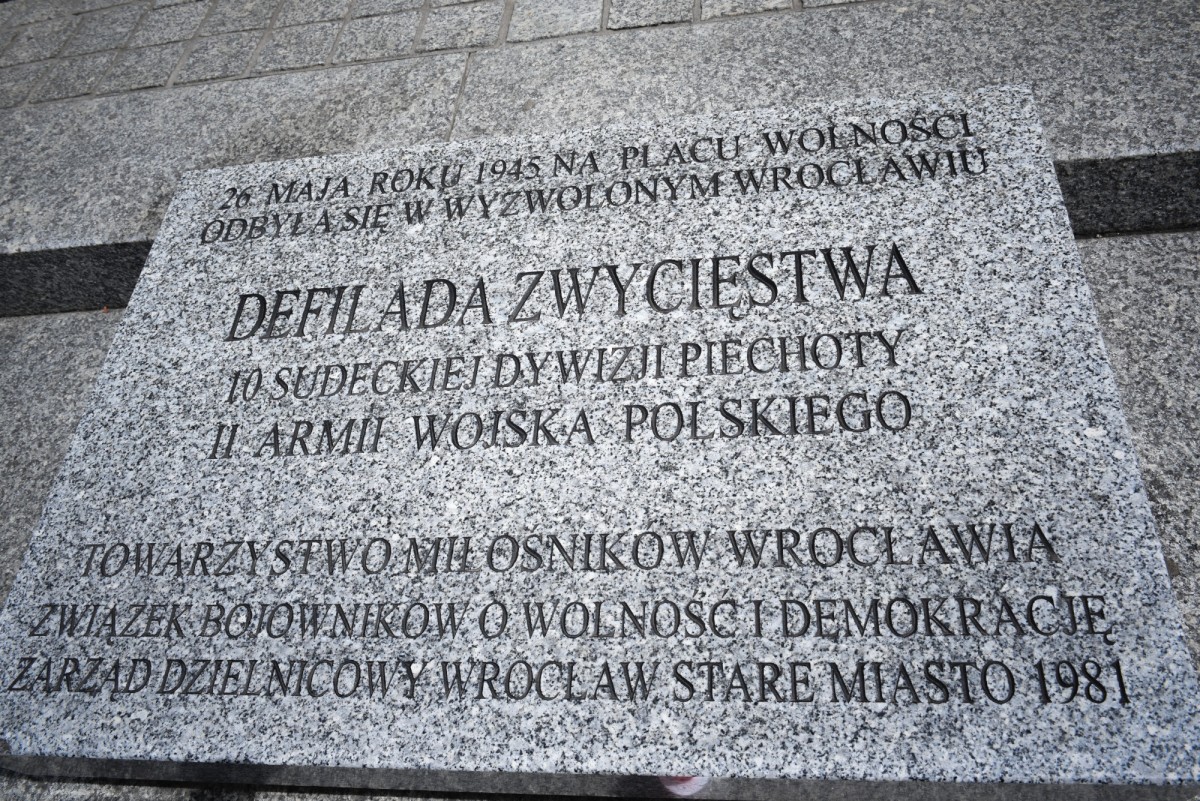 26 MAJA ROKU 1945 NA PLACU WOLNOŚCI
ODBYŁA SIĘ W WYZWOLONYM WROCŁAWIU
DEFILADA ZWYCIĘSTWA
10 SUDECKIEJ DYWIZJI PIECHOTY
II ARMII WOJSKA POLSKIEGO
TOWARZYSTWO MIŁOŚNIKÓW WROCŁAWIA
ZWIĄZEK BOJOWNIKÓW O WOLNOŚĆ I DEMOKRACJĘ
ZARZĄD DZIELNICOWY WROCŁAW STARE MIASTO 1981